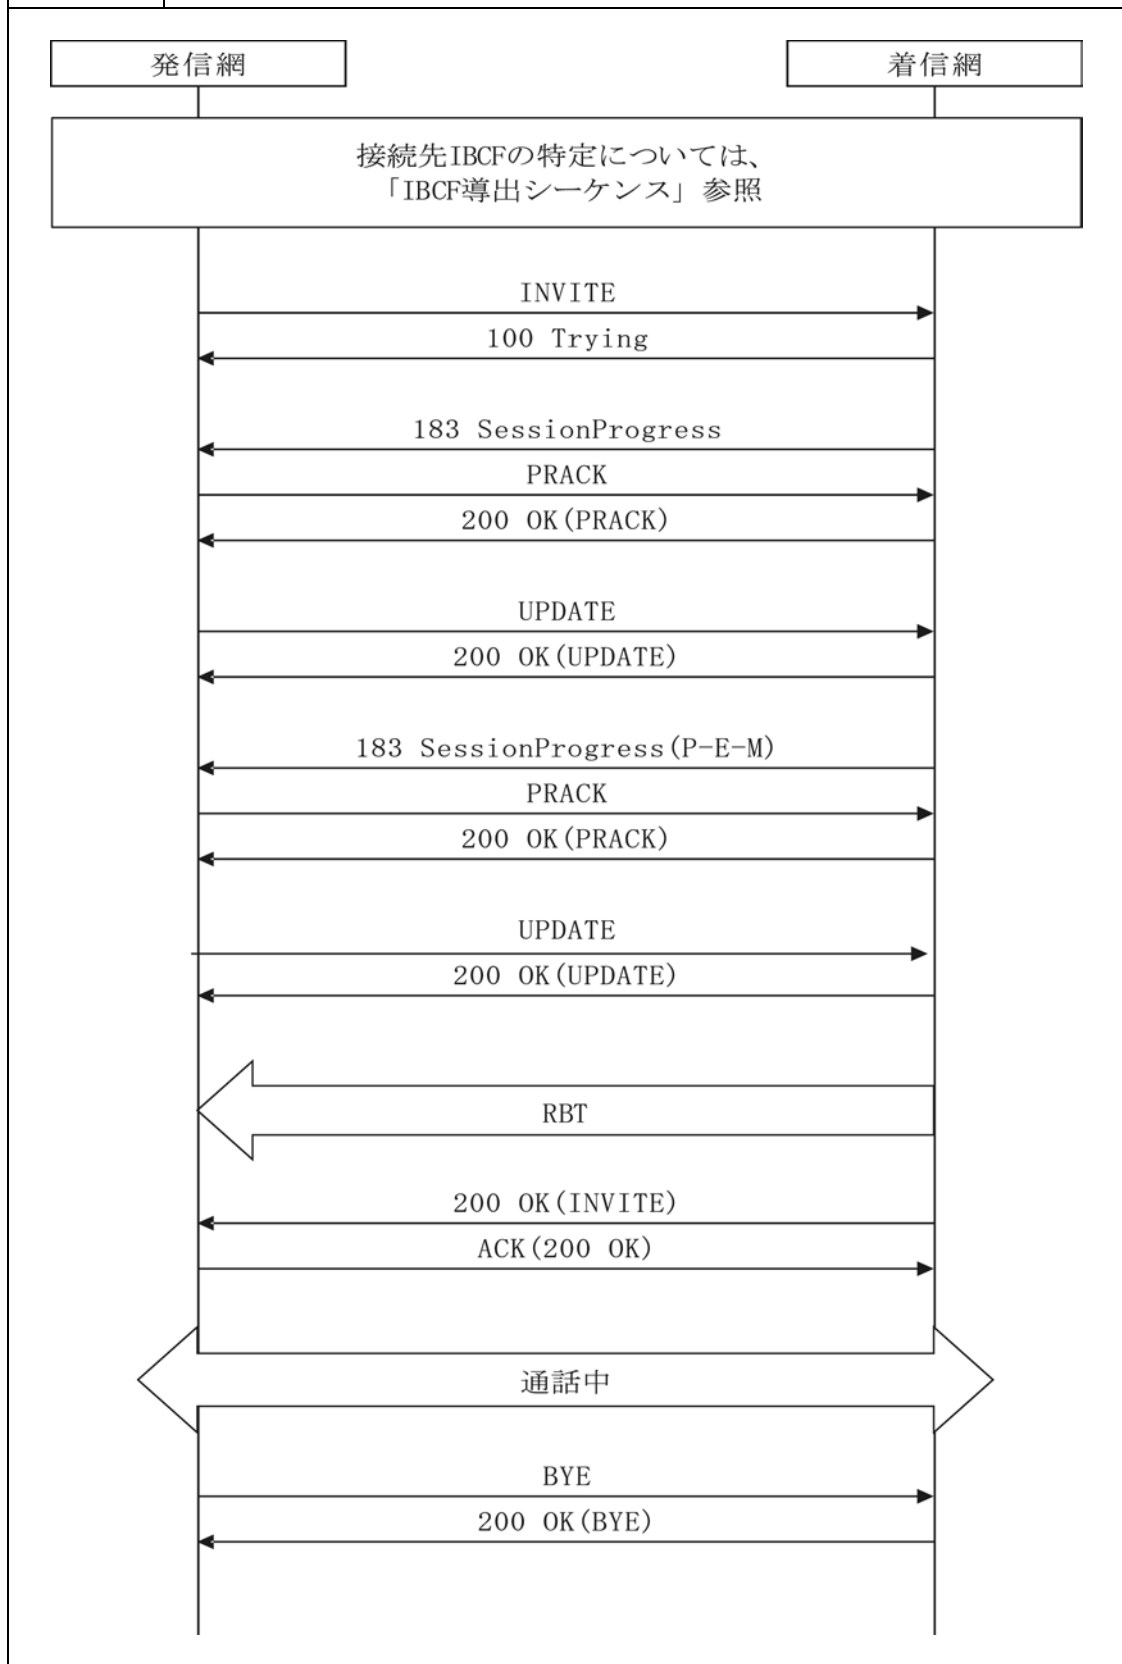 発信網
着信網
接続先IBCFの特定については、
「IBCF導出シーケンス」参照
INVITE
100 Trying
183 SessionProgress
PRACK
200 OK(PRACK)
UPDATE
200 OK(UPDATE)
183 SessionProgress(P-E-M)
PRACK
200 OK(PRACK)
UPDATE
200 OK(UPDATE)
RBT
200 OK(INVITE)
ACK(200 OK)
通話中
BYE
200 OK(BYE)